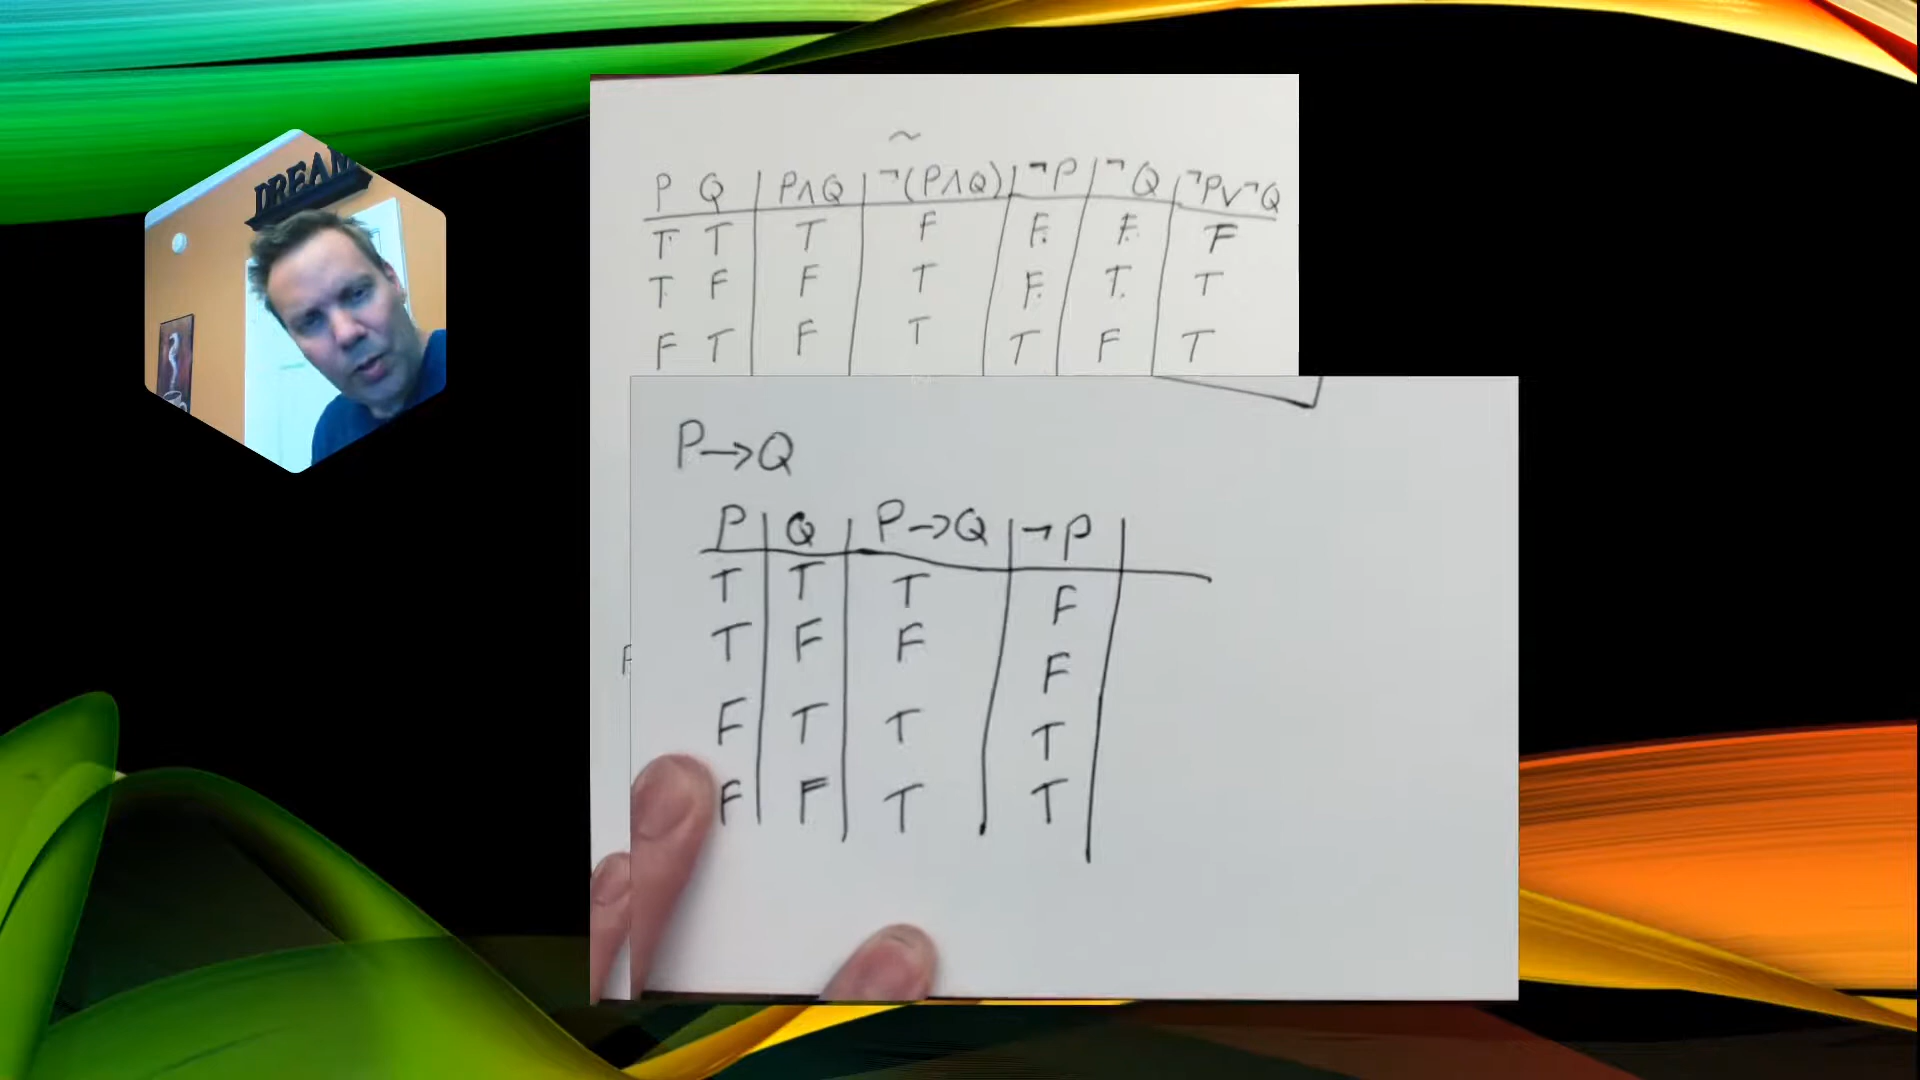 DREAM
~
P Q P∧Q ¬(P∧Q) ¬P ¬Q ¬P∨¬Q
T T T F F F F
T F F T F T T
F T F T T F T
P→Q
P Q P→Q ¬P
T T T F
T F F F
F T T T
F F T T